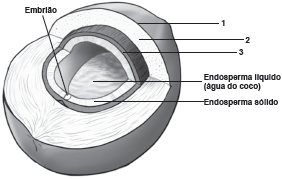 Embrião
1
2
3
Endosperma líquido
(água do coco)
Endosperma sólido